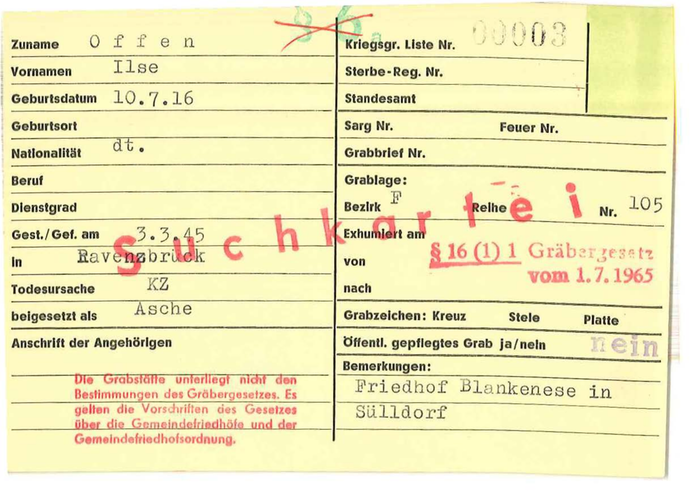 86a
Zuname Offen
Vornamen Ilse
Geburtsdatum 10.7.16
Geburtsort
Nationalität dt.
Beruf
Dienstgrad
Gest./Gef. am 3.3.45
in Ravenzbrück
Todesursache KZ
beigesetzt als Asche
Anschrift der Angehörigen
Die Grabstätte unterliegt nicht den
Bestimmungen des Gräbergesetzes. Es
gelten die Vorschriften des Gesetzes
über die Gemeindefriedhöfe und der
Gemeindefriedhofsordnung.
Suchkartei
Kriegsgr. Liste Nr. 00003
Sterbe-Reg. Nr.
Standesamt
Sarg Nr. Feuer Nr.
Grabbrief Nr.
Grablage:
Bezirk F Reihe Nr. 105
Exhumiert am
§ 16 (1) 1 Gräbergesetz
von
vom 1.7.1965
nach
Grabzeichen: Kreuz Stele Platte
Öffentl. gepflegtes Grab ja/nein nein
Bemerkungen:
Friedhof Blankenese in
Sülldorf